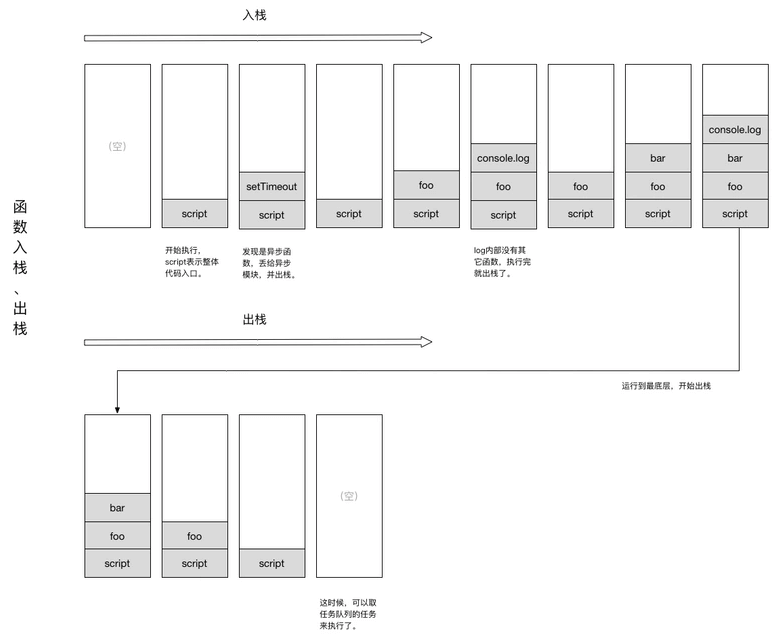 入栈
(空)
script
setTimeout
script
script
foo
script
console.log
foo
script
foo
script
bar
foo
script
console.log
bar
foo
script
开始执行，
script表示整体
代码入口。
发现是异步函
数，丢给异步
模块，并出栈。
log内部没有其
它函数，执行完
就出栈了。
函数入栈、出栈
出栈
运行到最底层，开始出栈
bar
foo
script
foo
script
script
(空)
这时候，可以取
任务队列的任务
来执行了。